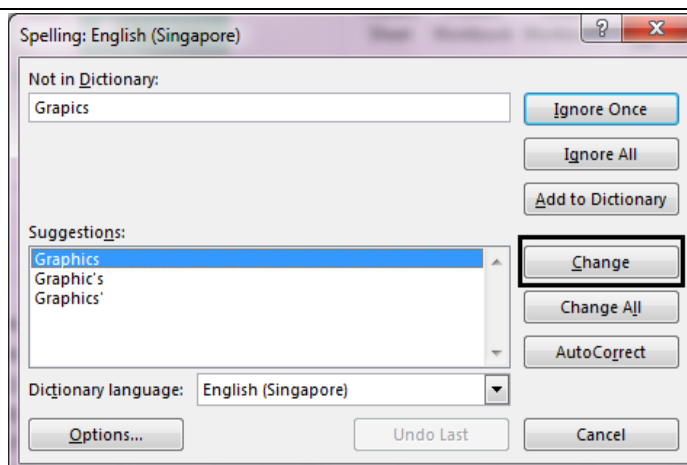 Spelling: English (Singapore)
Not in Dictionary:
Grapics
Ignore Once
Ignore All
Add to Dictionary
Suggestions:
Graphics
Graphic's
Graphics'
Change
Change All
AutoCorrect
Dictionary language: English (Singapore)
Options... Undo Last Cancel